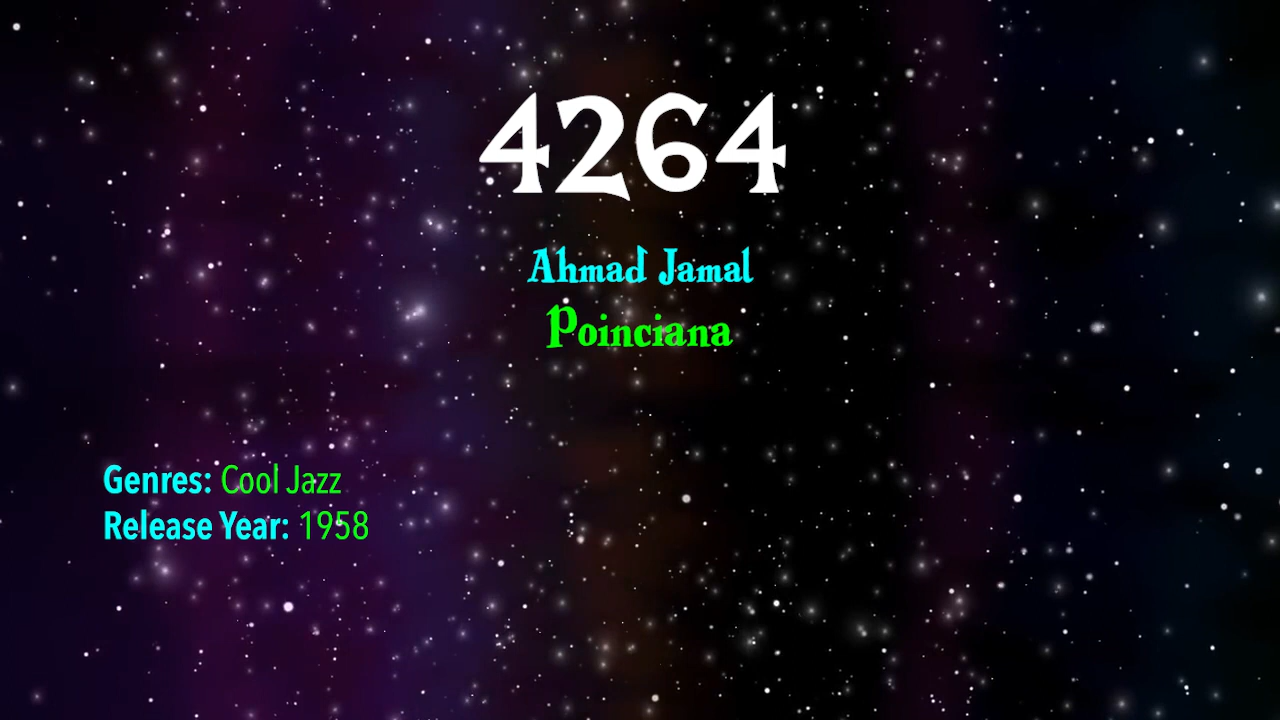 4264
Ahmad Jamal
Poinciana
Genres: Cool Jazz
Release Year: 1958